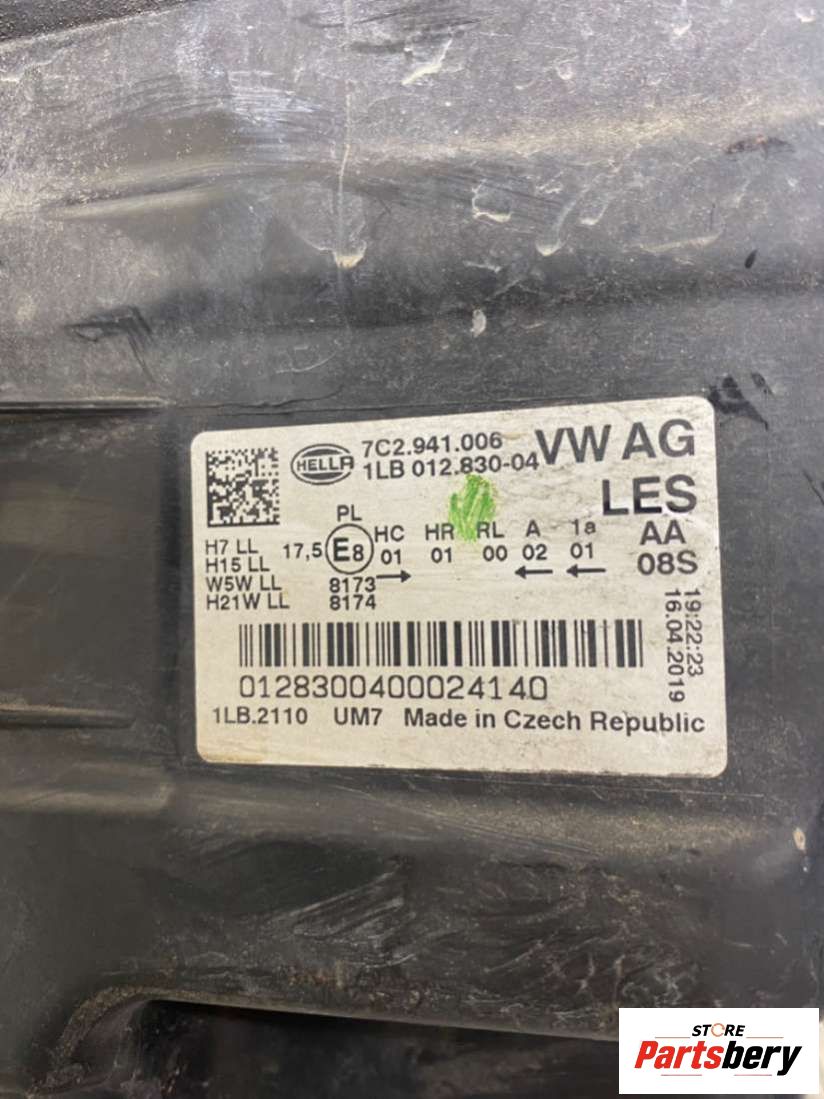 HELLA
7C2.941.006
1LB 012.830-04
VW AG
LES
PL
H7 LL
H15 LL
W5W LL
H21W LL
17,5
E8
HC HR RL A 1a AA
01 01 00 02 01 08S
8173
8174
19:22:23
16.04.2019
0128300400024140
1LB.2110 UM7 Made in Czech Republic
STORE
Partsbery